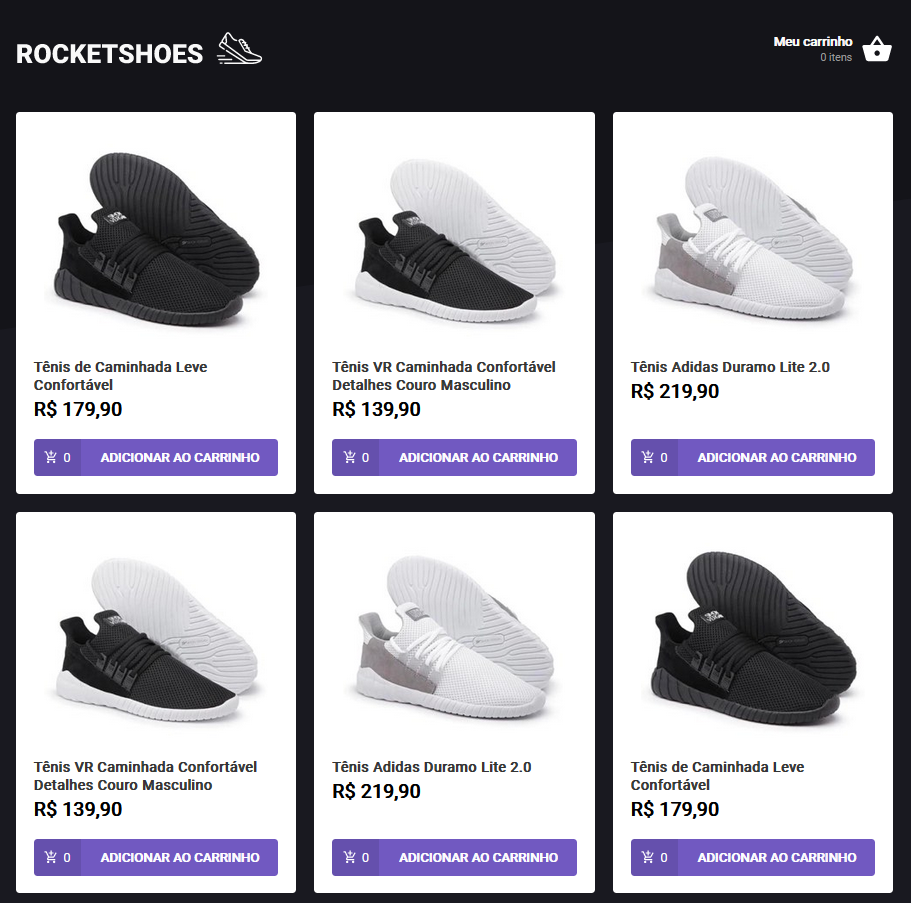 ROCKETSHOES
Meu carrinho
0 itens
Tênis de Caminhada Leve
Confortável
R$ 179,90
0 ADICIONAR AO CARRINHO
Tênis VR Caminhada Confortável
Detalhes Couro Masculino
R$ 139,90
0 ADICIONAR AO CARRINHO
Tênis Adidas Duramo Lite 2.0
R$ 219,90
0 ADICIONAR AO CARRINHO
Tênis VR Caminhada Confortável
Detalhes Couro Masculino
R$ 139,90
0 ADICIONAR AO CARRINHO
Tênis Adidas Duramo Lite 2.0
R$ 219,90
0 ADICIONAR AO CARRINHO
Tênis de Caminhada Leve
Confortável
R$ 179,90
0 ADICIONAR AO CARRINHO